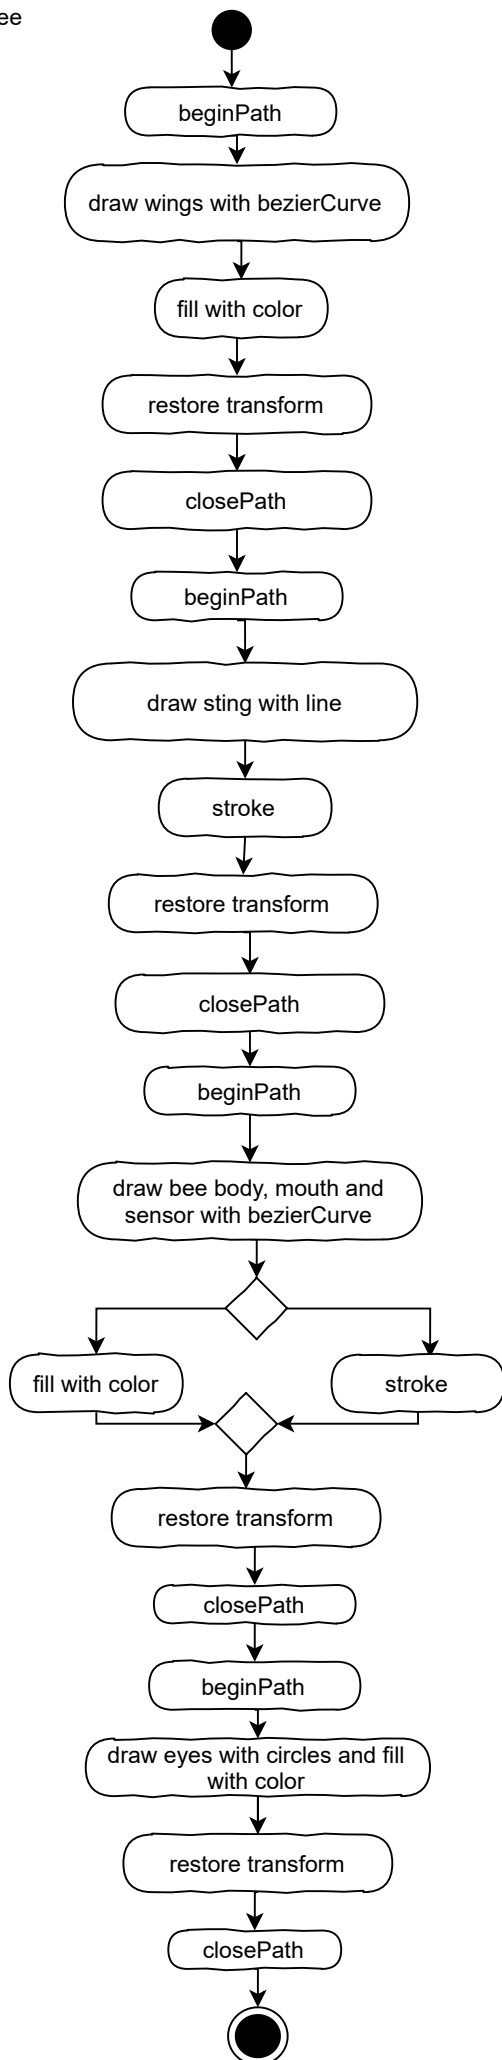 ee
beginPath
draw wings with bezierCurve
fill with color
restore transform
closePath
beginPath
draw sting with line
stroke
restore transform
closePath
beginPath
draw bee body, mouth and
sensor with bezierCurve
fill with color
stroke
restore transform
closePath
beginPath
draw eyes with circles and fill
with color
restore transform
closePath